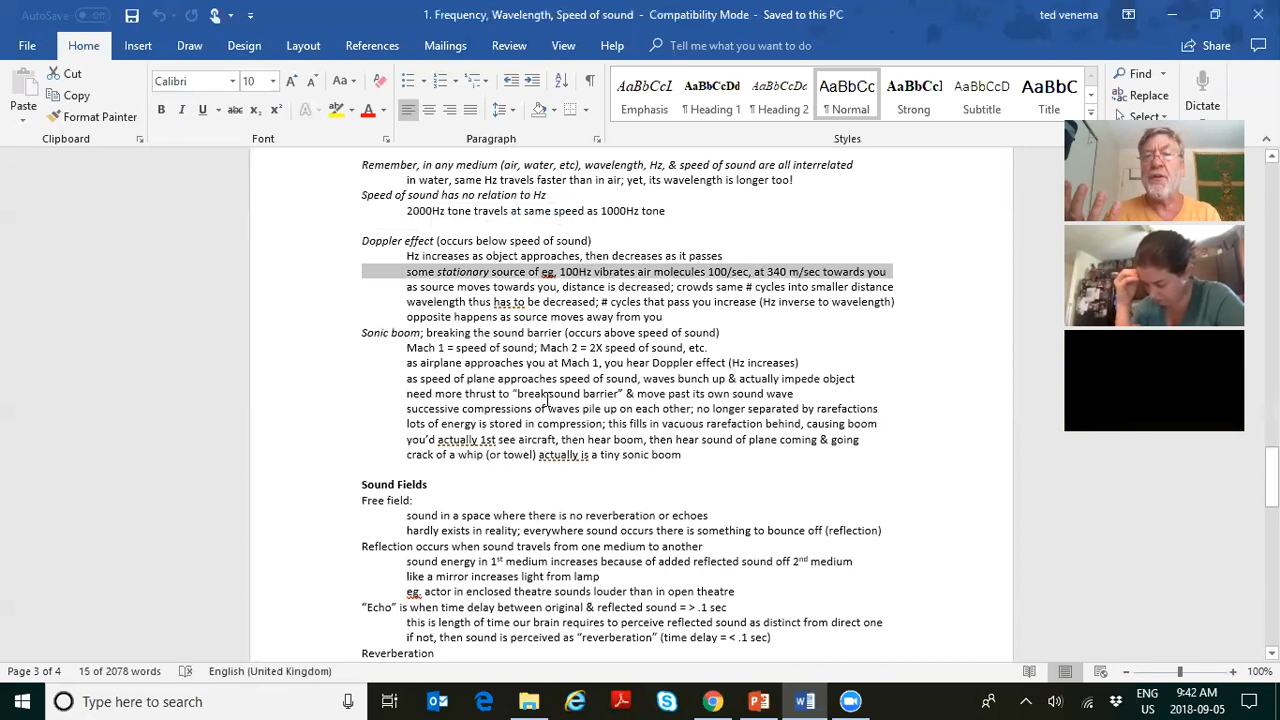 AutoSave Off
1. Frequency, Wavelength, Speed of sound - Compatibility Mode - Saved to this PC
ted venema
File Home Insert Draw Design Layout References Mailings Review View Help Tell me what you want to do Share
Paste
Cut
Copy
Format Painter
Clipboard
Calibri 10
Font
Paragraph
AaBbCcL AaBbCcDd AaBbCcDd AaBbCc AaBbCcI AaBbCcDd AaBbC
Emphasis ¶ Heading 1 ¶ Heading 2 ¶ Normal Strong Subtitle Title
Styles
Find
Replace
Select
Dictate
Remember, in any medium (air, water, etc), wavelength, Hz, & speed of sound are all interrelated
in water, same Hz travels faster than in air; yet, its wavelength is longer too!
Speed of sound has no relation to Hz
2000Hz tone travels at same speed as 1000Hz tone
Doppler effect (occurs below speed of sound)
Hz increases as object approaches, then decreases as it passes
some stationary source of eg, 100Hz vibrates air molecules 100/sec, at 340 m/sec towards you
as source moves towards you, distance is decreased; crowds same # cycles into smaller distance
wavelength thus has to be decreased; # cycles that pass you increase (Hz inverse to wavelength)
opposite happens as source moves away from you
Sonic boom; breaking the sound barrier (occurs above speed of sound)
Mach 1 = speed of sound; Mach 2 = 2X speed of sound, etc.
as airplane approaches you at Mach 1, you hear Doppler effect (Hz increases)
as speed of plane approaches speed of sound, waves bunch up & actually impede object
need more thrust to “break sound barrier” & move past its own sound wave
successive compressions of waves pile up on each other; no longer separated by rarefactions
lots of energy is stored in compression; this fills in vacuous rarefaction behind, causing boom
you’d actually 1st see aircraft, then hear boom, then hear sound of plane coming & going
crack of a whip (or towel) actually is a tiny sonic boom
Sound Fields
Free field:
sound in a space where there is no reverberation or echoes
hardly exists in reality; everywhere sound occurs there is something to bounce off (reflection)
Reflection occurs when sound travels from one medium to another
sound energy in 1st medium increases because of added reflected sound off 2nd medium
like a mirror increases light from lamp
eg. actor in enclosed theatre sounds louder than in open theatre
“Echo” is when time delay between original & reflected sound = > .1 sec
this is length of time our brain requires to perceive reflected sound as distinct from direct one
if not, then sound is perceived as “reverberation” (time delay = < .1 sec)
Reverberation
Page 3 of 4 15 of 2078 words English (United Kingdom) 100%
Type here to search
ENG
US
9:42 AM
2018-09-05